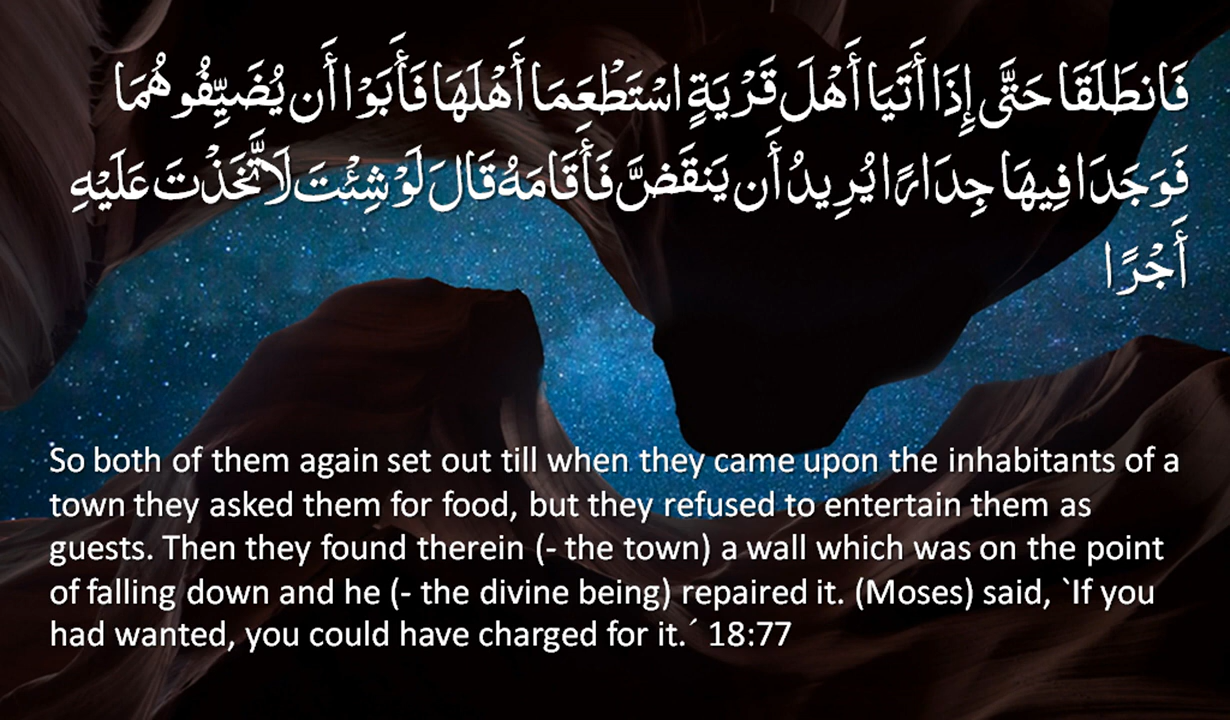 فَانطَلَقَا حَتَّى إِذَا أَتَيَا أَهْلَ قَرْيَةٍ اسْتَطْعَمَا أَهْلَهَا فَأَبَوْا أَن يُضَيِّفُوهُمَا
فَوَجَدَا فِيهَا جِدَارًا يُرِيدُ أَن يَنقَضَّ فَأَقَامَهُ قَالَ لَوْ شِئْتَ لَاتَّخَذْتَ عَلَيْهِ
أَجْرًا
So both of them again set out till when they came upon the inhabitants of a
town they asked them for food, but they refused to entertain them as
guests. Then they found therein (- the town) a wall which was on the point
of falling down and he (- the divine being) repaired it. (Moses) said, `If you
had wanted, you could have charged for it.´ 18:77